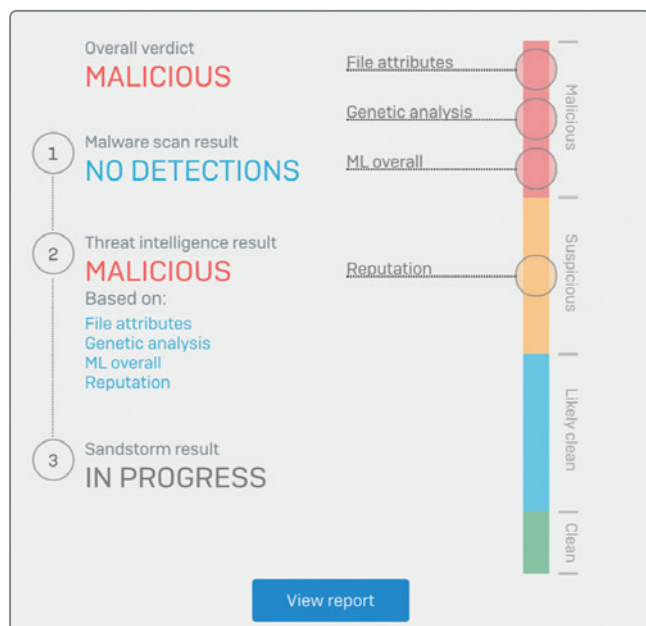 Overall verdict
MALICIOUS
1
Malware scan result
NO DETECTIONS
2
Threat intelligence result
MALICIOUS
Based on:
File attributes
Genetic analysis
ML overall
Reputation
3
Sandstorm result
IN PROGRESS
File attributes
Genetic analysis
ML overall
Reputation
Malicious
Suspicious
Likely clean
Clean
View report